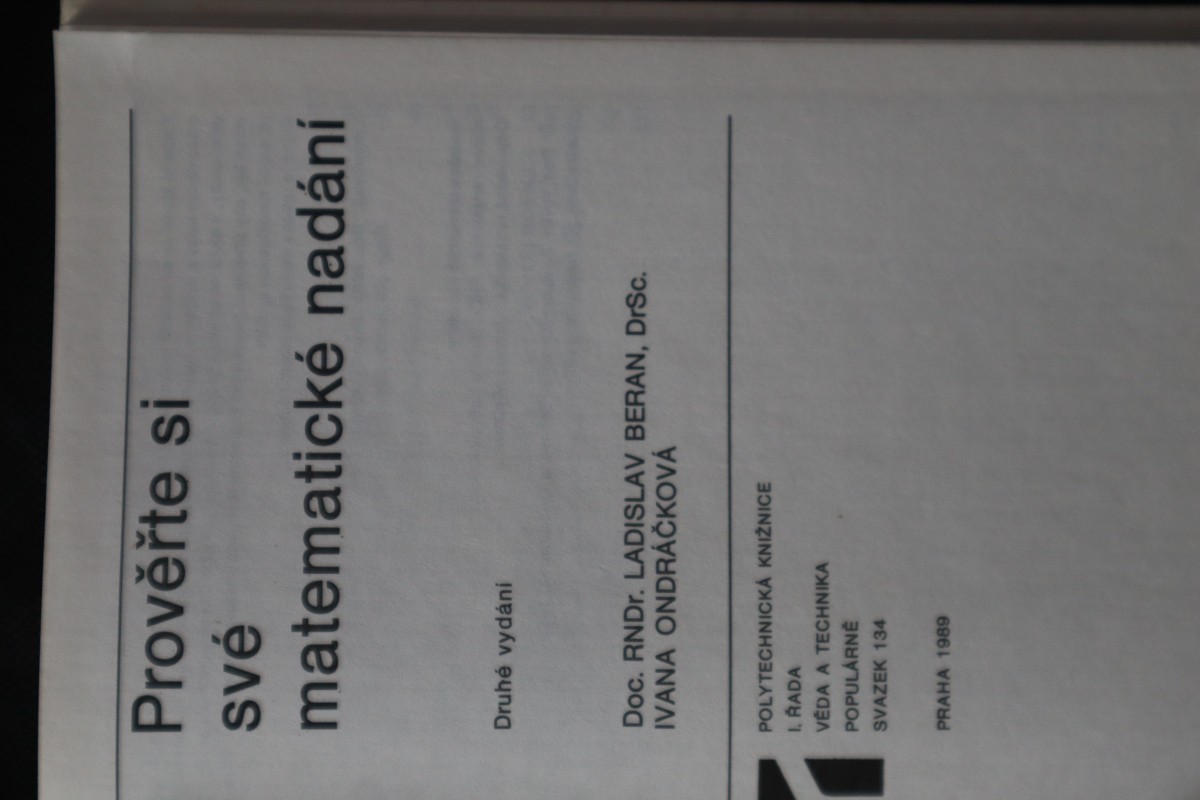 Prověřte si
své
matematické nadání
Druhé vydání
Doc. RNDr. LADISLAV BERAN, DrSc.
IVANA ONDRÁČKOVÁ
POLYTECHNICKÁ KNIŽNICE
I. ŘADA
VĚDA A TECHNIKA
POPULÁRNĚ
SVAZEK 134
PRAHA 1989